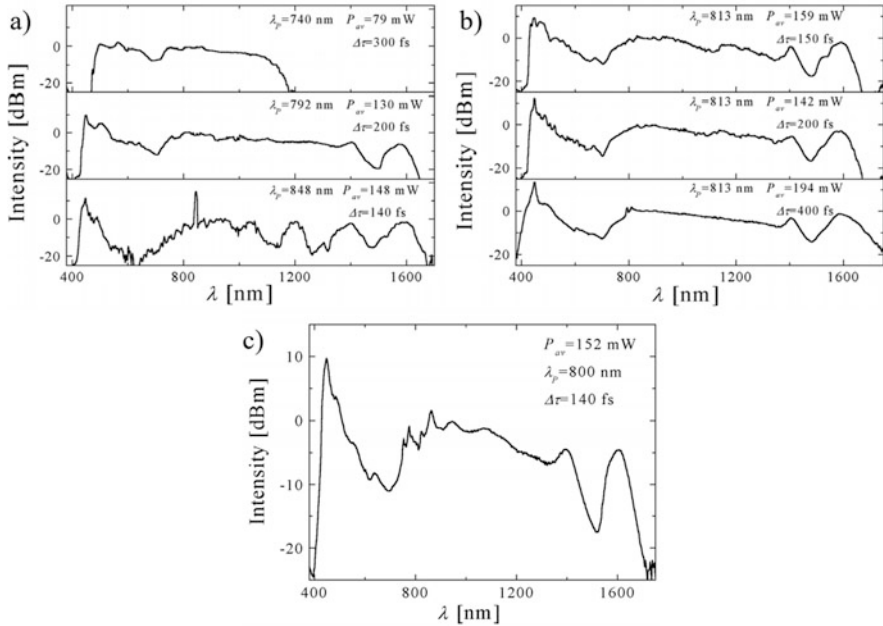 a)
λp=740 nm Pav=79 mW
Δτ=300 fs
0
-20
λp=792 nm Pav=130 mW
Δτ=200 fs
0
-20
λp=848 nm Pav=148 mW
Δτ=140 fs
0
-20
Intensity [dBm]
400 800 1200 1600
λ [nm]
b)
λp=813 nm Pav=159 mW
Δτ=150 fs
0
-20
λp=813 nm Pav=142 mW
Δτ=200 fs
0
-20
λp=813 nm Pav=194 mW
Δτ=400 fs
0
-20
Intensity [dBm]
400 800 1200 1600
λ [nm]
c)
Pav=152 mW
λp=800 nm
Δτ=140 fs
10
0
-10
-20
Intensity [dBm]
400 800 1200 1600
λ [nm]